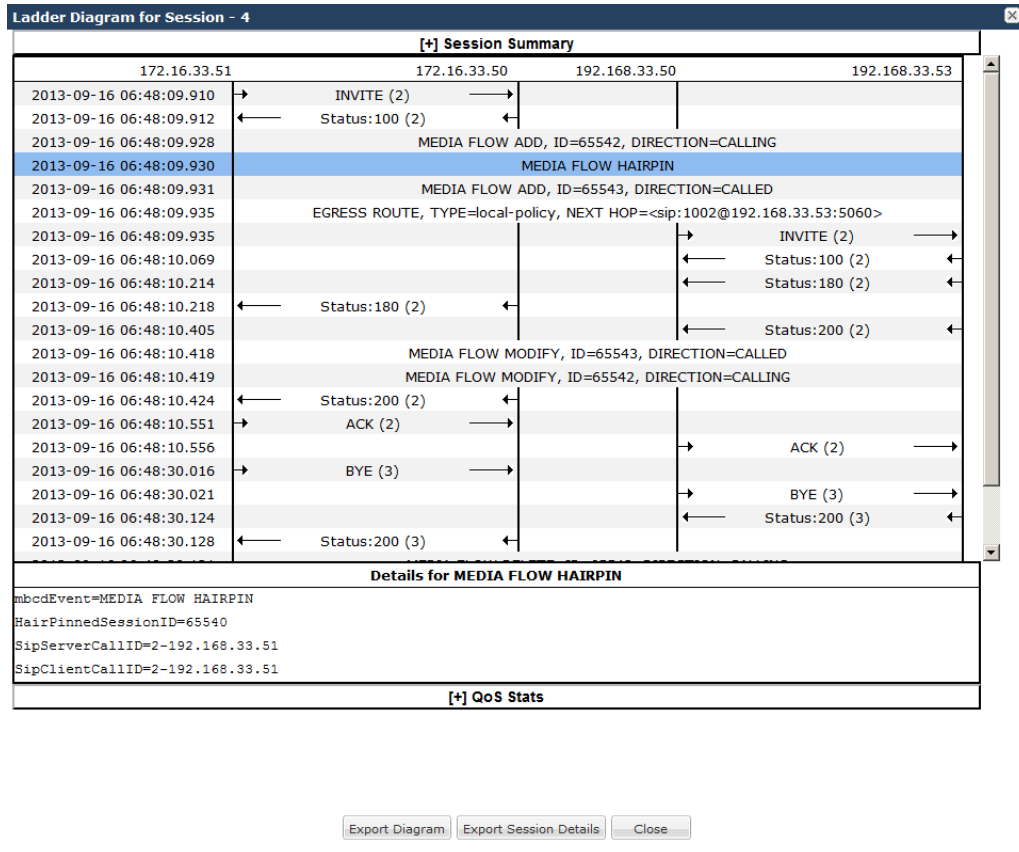 Ladder Diagram for Session - 4
[+] Session Summary
172.16.33.51 172.16.33.50 192.168.33.50 192.168.33.53
2013-09-16 06:48:09.910 INVITE (2)
2013-09-16 06:48:09.912 Status:100 (2)
2013-09-16 06:48:09.928 MEDIA FLOW ADD, ID=65542, DIRECTION=CALLING
2013-09-16 06:48:09.930 MEDIA FLOW HAIRPIN
2013-09-16 06:48:09.931 MEDIA FLOW ADD, ID=65543, DIRECTION=CALLED
2013-09-16 06:48:09.935 EGRESS ROUTE, TYPE=local-policy, NEXT HOP=<sip:1002@192.168.33.53:5060>
2013-09-16 06:48:09.935 INVITE (2)
2013-09-16 06:48:10.069 Status:100 (2)
2013-09-16 06:48:10.214 Status:180 (2)
2013-09-16 06:48:10.218 Status:180 (2)
2013-09-16 06:48:10.405 Status:200 (2)
2013-09-16 06:48:10.418 MEDIA FLOW MODIFY, ID=65543, DIRECTION=CALLED
2013-09-16 06:48:10.419 MEDIA FLOW MODIFY, ID=65542, DIRECTION=CALLING
2013-09-16 06:48:10.424 Status:200 (2)
2013-09-16 06:48:10.551 ACK (2)
2013-09-16 06:48:10.556 ACK (2)
2013-09-16 06:48:30.016 BYE (3)
2013-09-16 06:48:30.021 BYE (3)
2013-09-16 06:48:30.124 Status:200 (3)
2013-09-16 06:48:30.128 Status:200 (3)
Details for MEDIA FLOW HAIRPIN
mbcdEvent=MEDIA FLOW HAIRPIN
HairPinnedSessionID=65540
SipServerCallID=2-192.168.33.51
SipClientCallID=2-192.168.33.51
[+] QoS Stats
Export Diagram Export Session Details Close